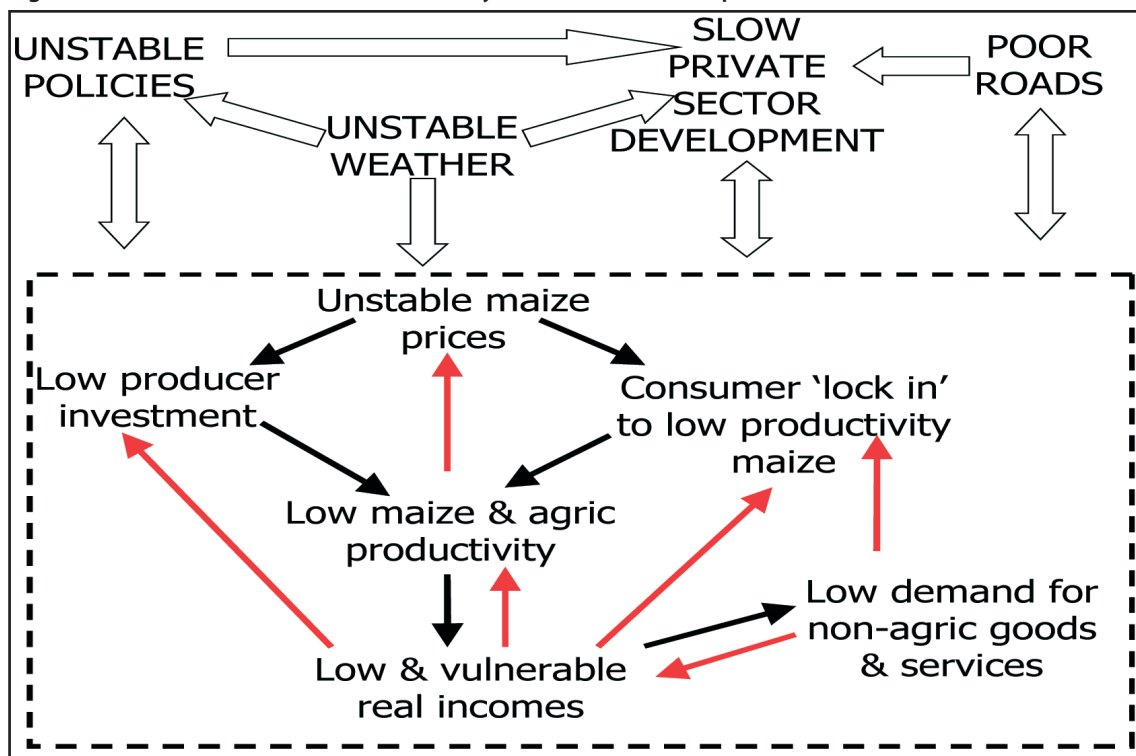 UNSTABLE
POLICIES
SLOW
PRIVATE
SECTOR
DEVELOPMENT
POOR
ROADS
UNSTABLE
WEATHER
Unstable maize
prices
Low producer
investment
Consumer ‘lock in’
to low productivity
maize
Low maize & agric
productivity
Low demand for
non-agric goods
& services
Low & vulnerable
real incomes